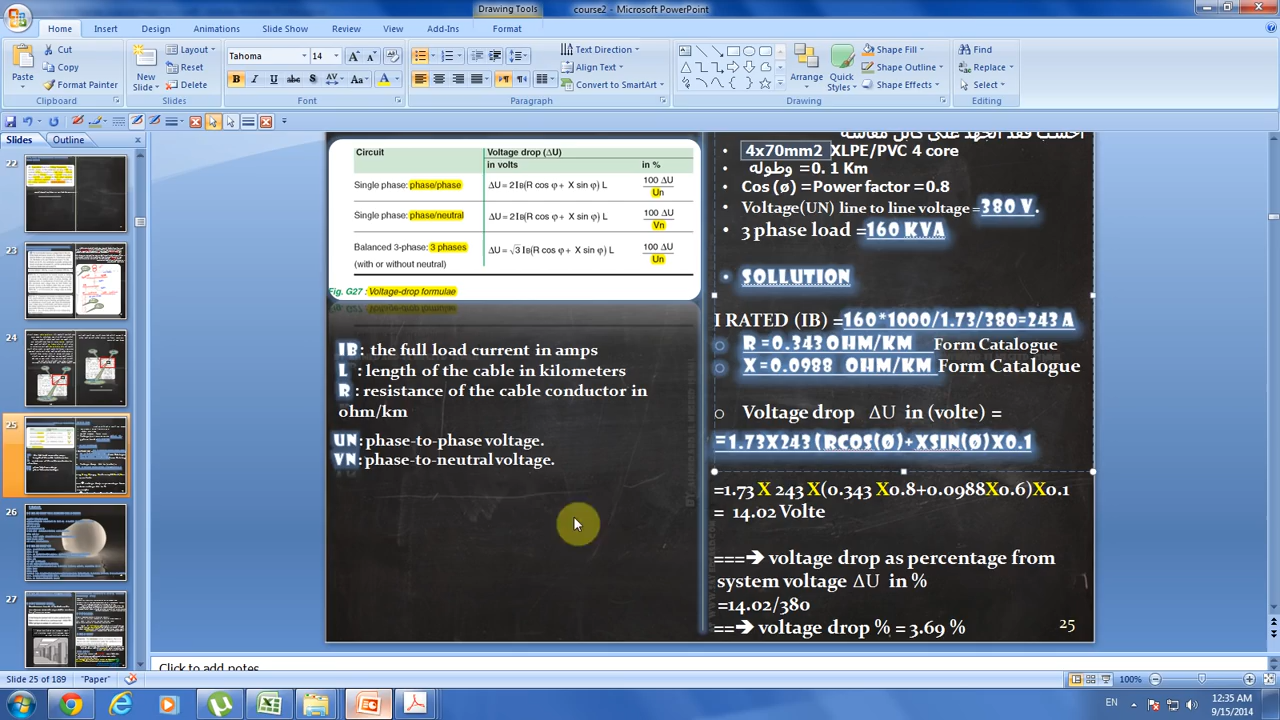 Drawing Tools
course2 - Microsoft PowerPoint
Home Insert Design Animations Slide Show Review View Add-Ins Format
Paste
Cut
Copy
Format Painter
Clipboard
New Slide
Layout
Reset
Delete
Slides
Tahoma 14
Font
Text Direction
Align Text
Convert to SmartArt
Paragraph
Arrange
Quick Styles
Shape Fill
Shape Outline
Shape Effects
Drawing
Find
Replace
Select
Editing
Slides Outline
22
23
24
25
26
27
Circuit Voltage drop (ΔU)
in volts in %
Single phase: phase/phase ΔU = 2IB(R cos φ + X sin φ) L 100 ΔU / Un
Single phase: phase/neutral ΔU = 2IB(R cos φ + X sin φ) L 100 ΔU / Vn
Balanced 3-phase: 3 phases ΔU = √3 IB(R cos φ + X sin φ) L 100 ΔU / Un
(with or without neutral)
Fig. G27 : Voltage-drop formulae
IB : the full load current in amps
L : length of the cable in kilometers
R : resistance of the cable conductor in
ohm/km
UN : phase-to-phase voltage.
VN : phase-to-neutral voltage.
احسب فقد الجهد على كابل مقاسه
• 4x70mm2 XLPE/PVC 4 core
• وطوله =0. 1 Km
• Cos (ø) =Power factor =0.8
• Voltage(UN) line to line voltage =380 V.
• 3 phase load =160 KVA
• SOLLUTION
I RATED (IB) =160*1000/1.73/380=243 A
R =0.343 OHM/KM Form Catalogue
X =0.0988 OHM/KM Form Catalogue
Voltage drop ΔU in (volte) =
=1.73X243 (RCOS(Ø)+XSIN(Ø)X0.1
=1.73 X 243 X(0.343 X0.8+0.0988X0.6)X0.1
= 14.02 Volte
===➔ voltage drop as percentage from
system voltage ΔU in %
=14.02/380
==➔ voltage drop % =3.69 %
25
Click to add notes
Slide 25 of 189 "Paper" 100%
EN
12:35 AM
9/15/2014